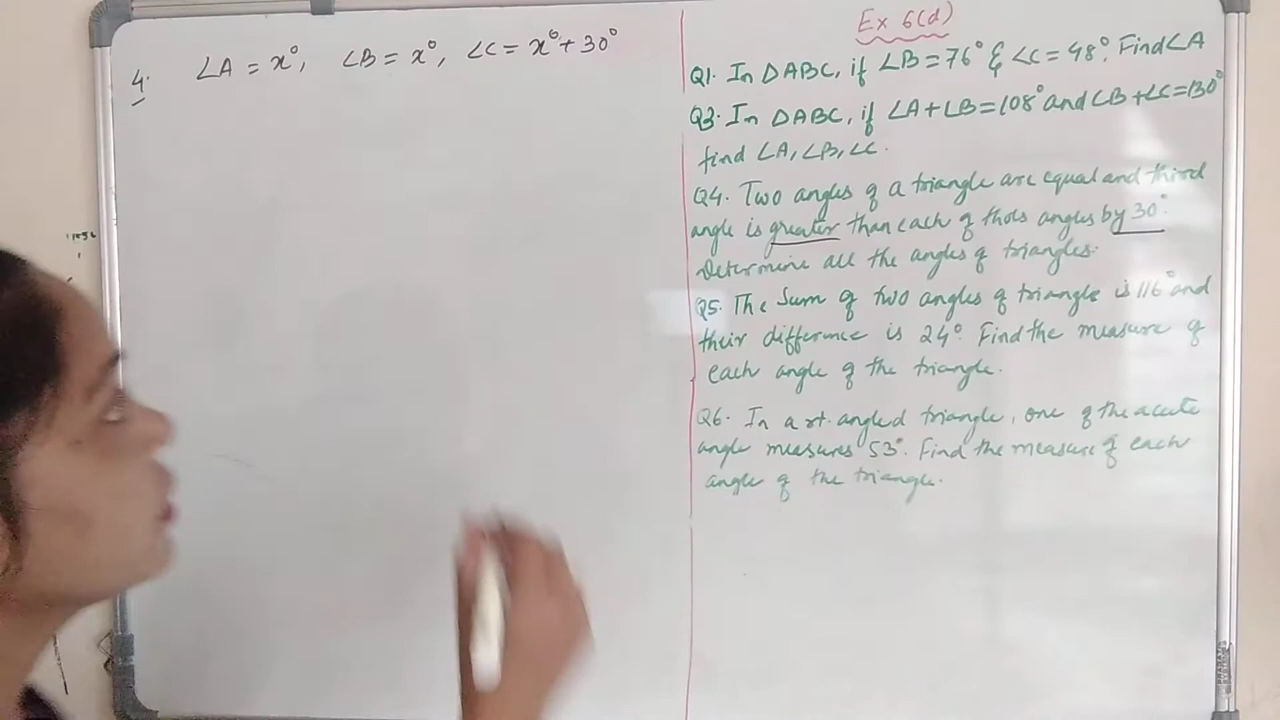 4. ∠A = x°, ∠B = x°, ∠C = x° + 30°
Ex 6(d)
Q1. In △ABC, if ∠B = 76° & ∠C = 48°. Find ∠A
Q3. In △ABC, if ∠A + ∠B = 108° and ∠B + ∠C = 130°
find ∠A, ∠B, ∠C.
Q4. Two angles of a triangle are equal and third
angle is greater than each of thols angles by 30°.
Determine all the angles of triangles.
Q5. The Sum of two angles of triangle is 116° and
their difference is 24°. Find the measure of
each angle of the triangle.
Q6. In a rt. angled triangle, one of the acute
angle measures 53°. Find the measure of each
angle of the triangle.